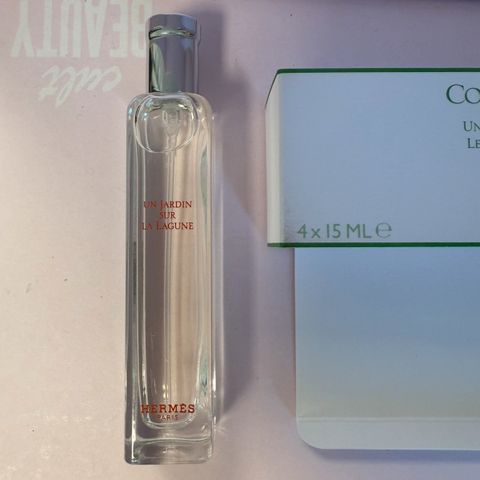 cult
BEAUTY
UN JARDIN
SUR
LA LAGUNE
HERMÈS
PARIS
CO
UN
LE
4 x 15 ML ℮